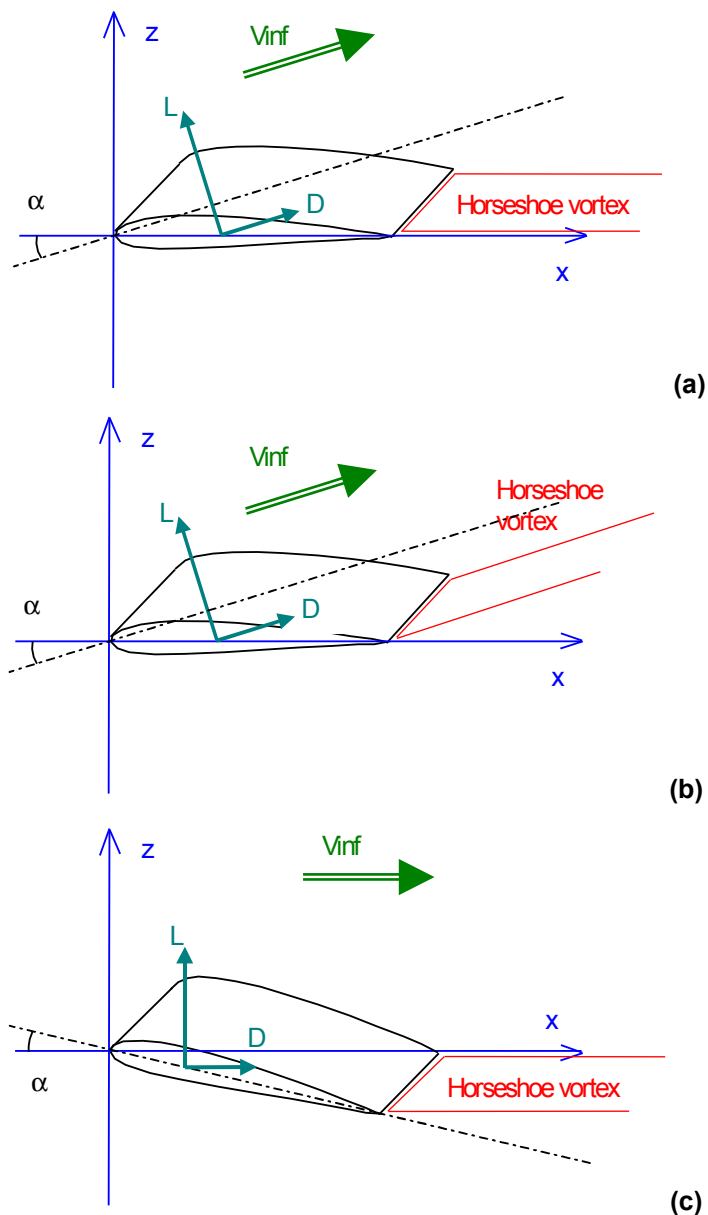 z
Vinf
L
α
D
Horseshoe vortex
x
(a)
z
Vinf
Horseshoe
vortex
L
α
D
x
(b)
z
Vinf
L
x
D
α
Horseshoe vortex
(c)